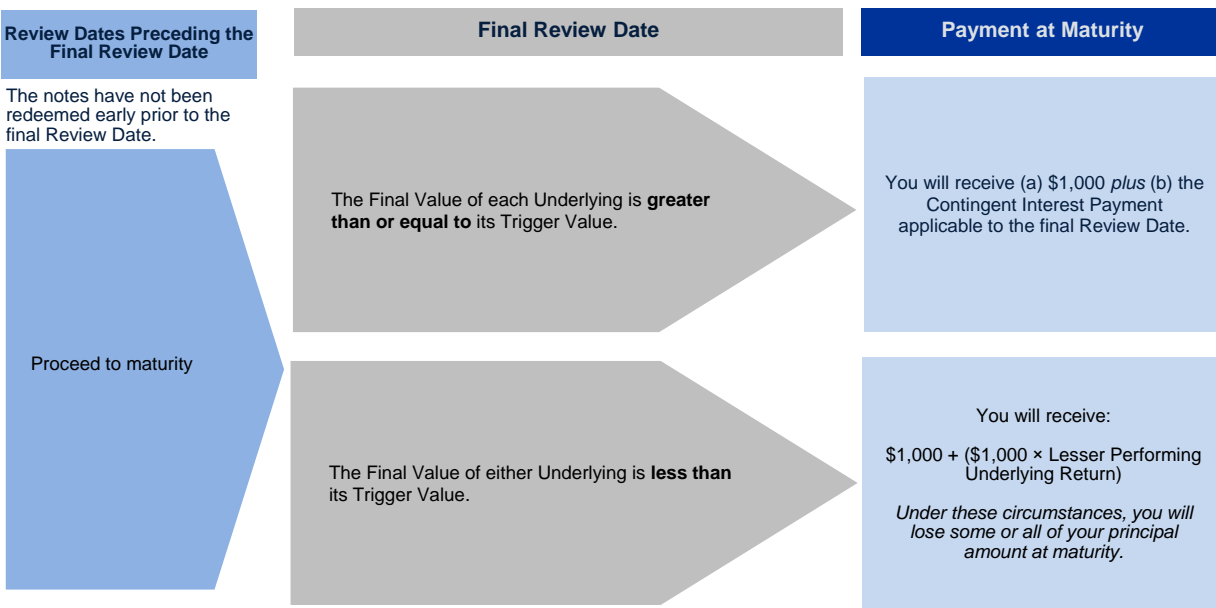 Review Dates Preceding the
Final Review Date
Final Review Date
Payment at Maturity
The notes have not been
redeemed early prior to the
final Review Date.
Proceed to maturity
The Final Value of each Underlying is greater
than or equal to its Trigger Value.
You will receive (a) $1,000 plus (b) the
Contingent Interest Payment
applicable to the final Review Date.
The Final Value of either Underlying is less than
its Trigger Value.
You will receive:
$1,000 + ($1,000 × Lesser Performing
Underlying Return)
Under these circumstances, you will
lose some or all of your principal
amount at maturity.